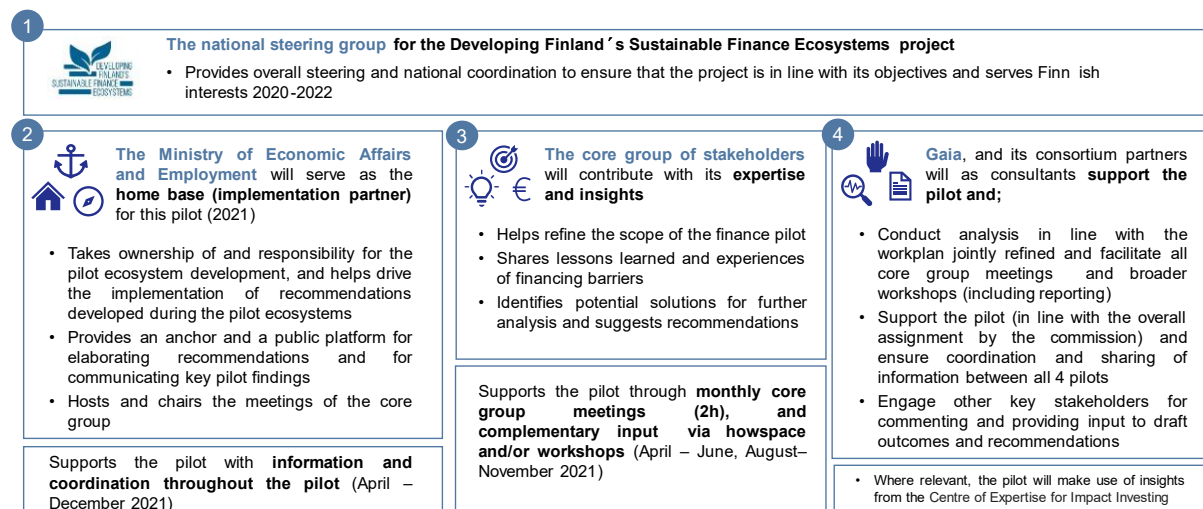 1
DEVELOPING
FINLAND'S
SUSTAINABLE FINANCE
ECOSYSTEMS
The national steering group for the Developing Finland´s Sustainable Finance Ecosystems project
• Provides overall steering and national coordination to ensure that the project is in line with its objectives and serves Finn ish
interests 2020-2022
2
The Ministry of Economic Affairs
and Employment will serve as the
home base (implementation partner)
for this pilot (2021)
• Takes ownership of and responsibility for the
pilot ecosystem development, and helps drive
the implementation of recommendations
developed during the pilot ecosystems
• Provides an anchor and a public platform for
elaborating recommendations and for
communicating key pilot findings
• Hosts and chairs the meetings of the core
group
Supports the pilot with information and
coordination throughout the pilot (April –
December 2021)
3
€
The core group of stakeholders
will contribute with its expertise
and insights
• Helps refine the scope of the finance pilot
• Shares lessons learned and experiences
of financing barriers
• Identifies potential solutions for further
analysis and suggests recommendations
Supports the pilot through monthly core
group meetings (2h), and
complementary input via howspace
and/or workshops (April – June, August–
November 2021)
4
Gaia, and its consortium partners
will as consultants support the
pilot and;
• Conduct analysis in line with the
workplan jointly refined and facilitate all
core group meetings and broader
workshops (including reporting)
• Support the pilot (in line with the overall
assignment by the commission) and
ensure coordination and sharing of
information between all 4 pilots
• Engage other key stakeholders for
commenting and providing input to draft
outcomes and recommendations
• Where relevant, the pilot will make use of insights
from the Centre of Expertise for Impact Investing